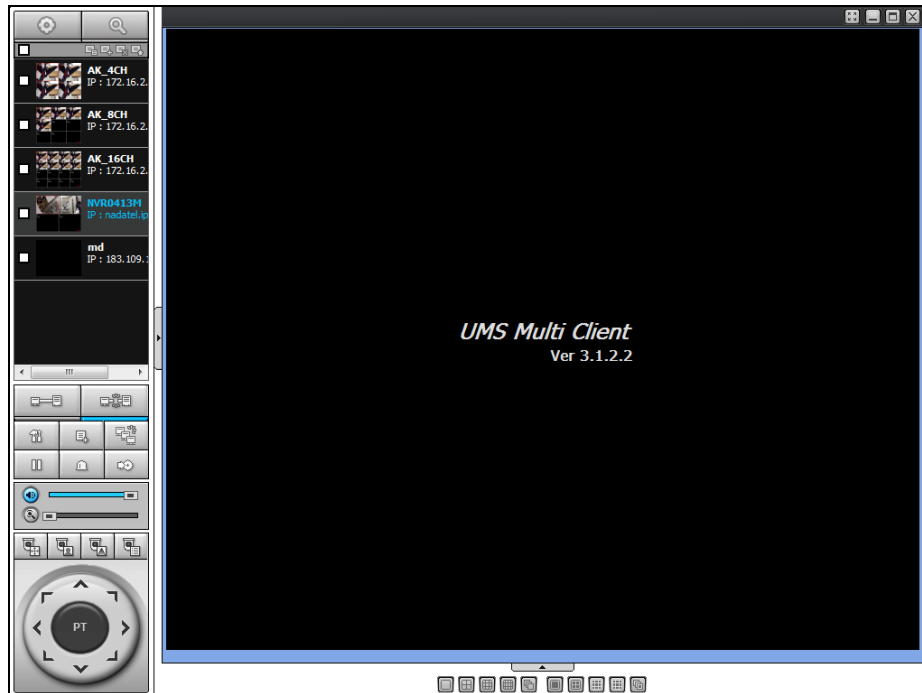 AK_4CH
IP : 172.16.2.
AK_8CH
IP : 172.16.2.
AK_16CH
IP : 172.16.2.
NVR0413M
IP : nadatel.ip
md
IP : 183.109.1
UMS Multi Client
Ver 3.1.2.2
PT